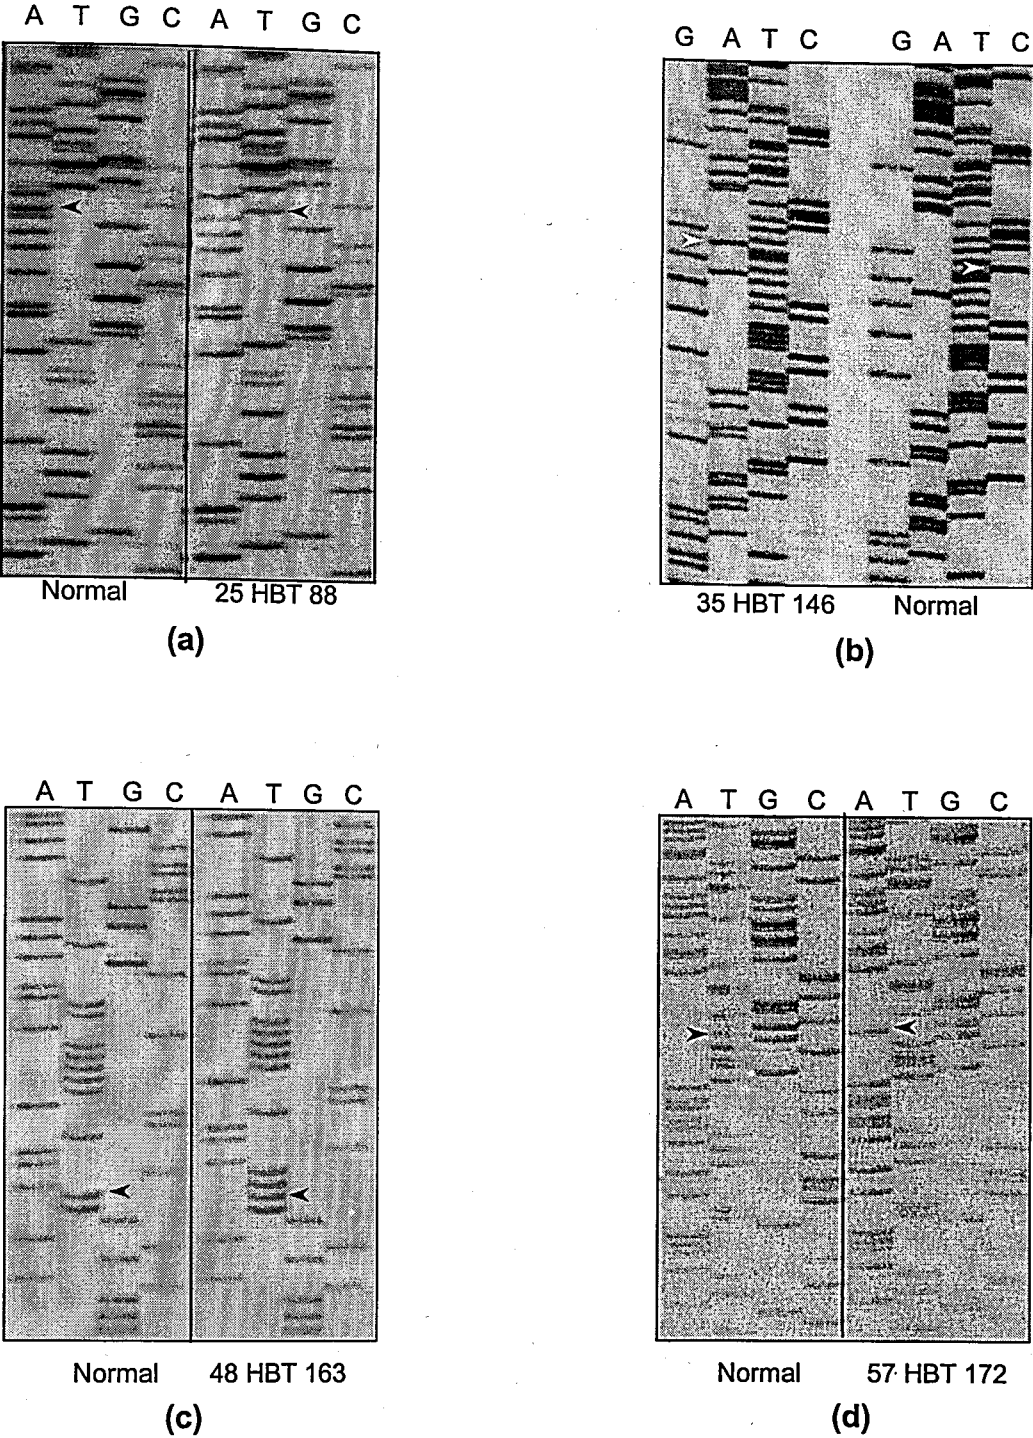 A T G C A T G C
G A T C G A T C
Normal 25 HBT 88
35 HBT 146 Normal
(a)
(b)
A T G C A T G C
A T G C A T G C
Normal 48 HBT 163
Normal 57 HBT 172
(c)
(d)